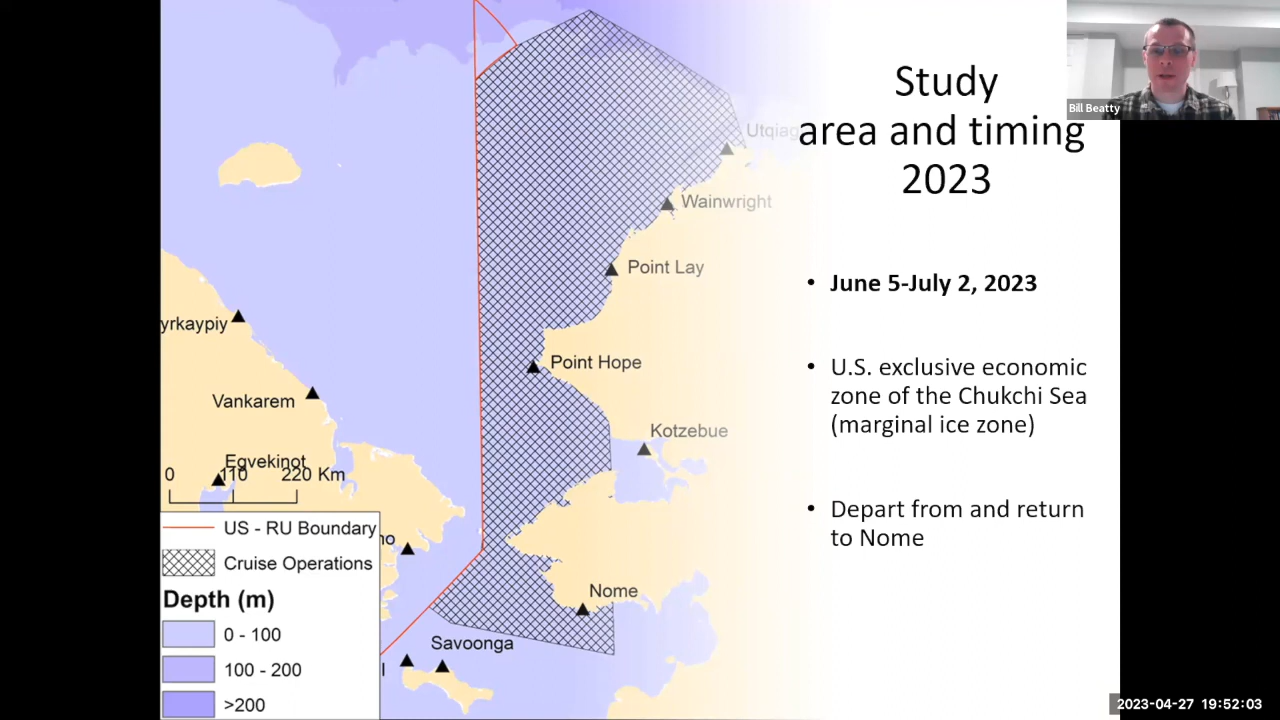 Study
area and timing
2023
Bill Beatty
Utqiag
Wainwright
Point Lay
Point Hope
Kotzebue
Nome
Savoonga
yrkaypiy
Vankarem
Egvekinot
0 110 220 Km
no
l
US - RU Boundary
Cruise Operations
Depth (m)
0 - 100
100 - 200
>200
• June 5-July 2, 2023
• U.S. exclusive economic
zone of the Chukchi Sea
(marginal ice zone)
• Depart from and return
to Nome
2023-04-27 19:52:03